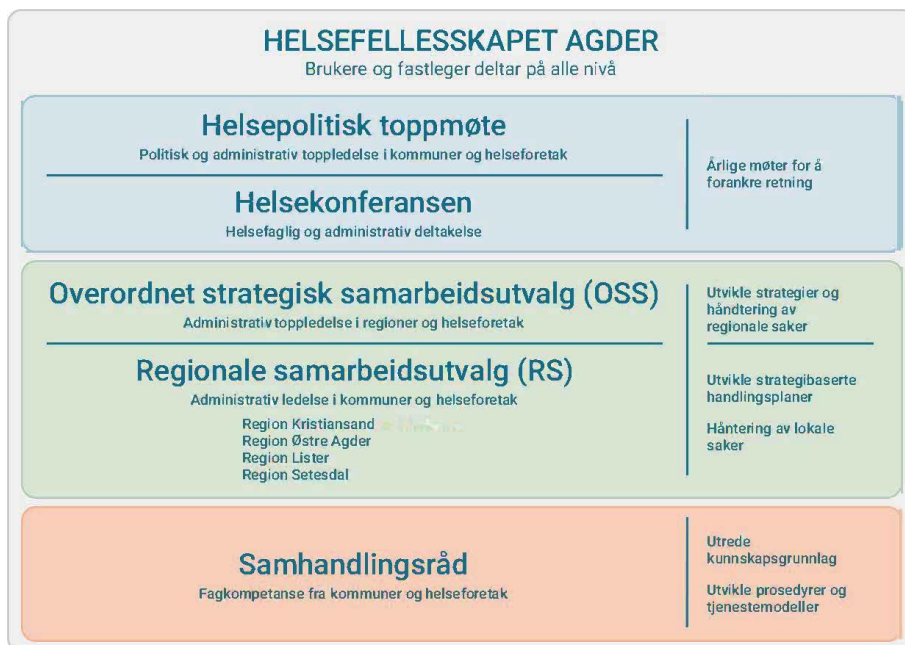 HELSEFELLESSKAPET AGDER
Brukere og fastleger deltar på alle nivå
Helsepolitisk toppmøte
Politisk og administrativ toppledelse i kommuner og helseforetak
Helsekonferansen
Helsefaglig og administrativ deltakelse
Årlige møter for å
forankre retning
Overordnet strategisk samarbeidsutvalg (OSS)
Administrativ toppledelse i regioner og helseforetak
Utvikle strategier og
håndtering av
regionale saker
Regionale samarbeidsutvalg (RS)
Administrativ ledelse i kommuner og helseforetak
Region Kristiansand
Region Østre Agder
Region Lister
Region Setesdal
Utvikle strategibaserte
handlingsplaner
Håntering av lokale
saker
Samhandlingsråd
Fagkompetanse fra kommuner og helseforetak
Utrede
kunnskapsgrunnlag
Utvikle prosedyrer og
tjenestemodeller